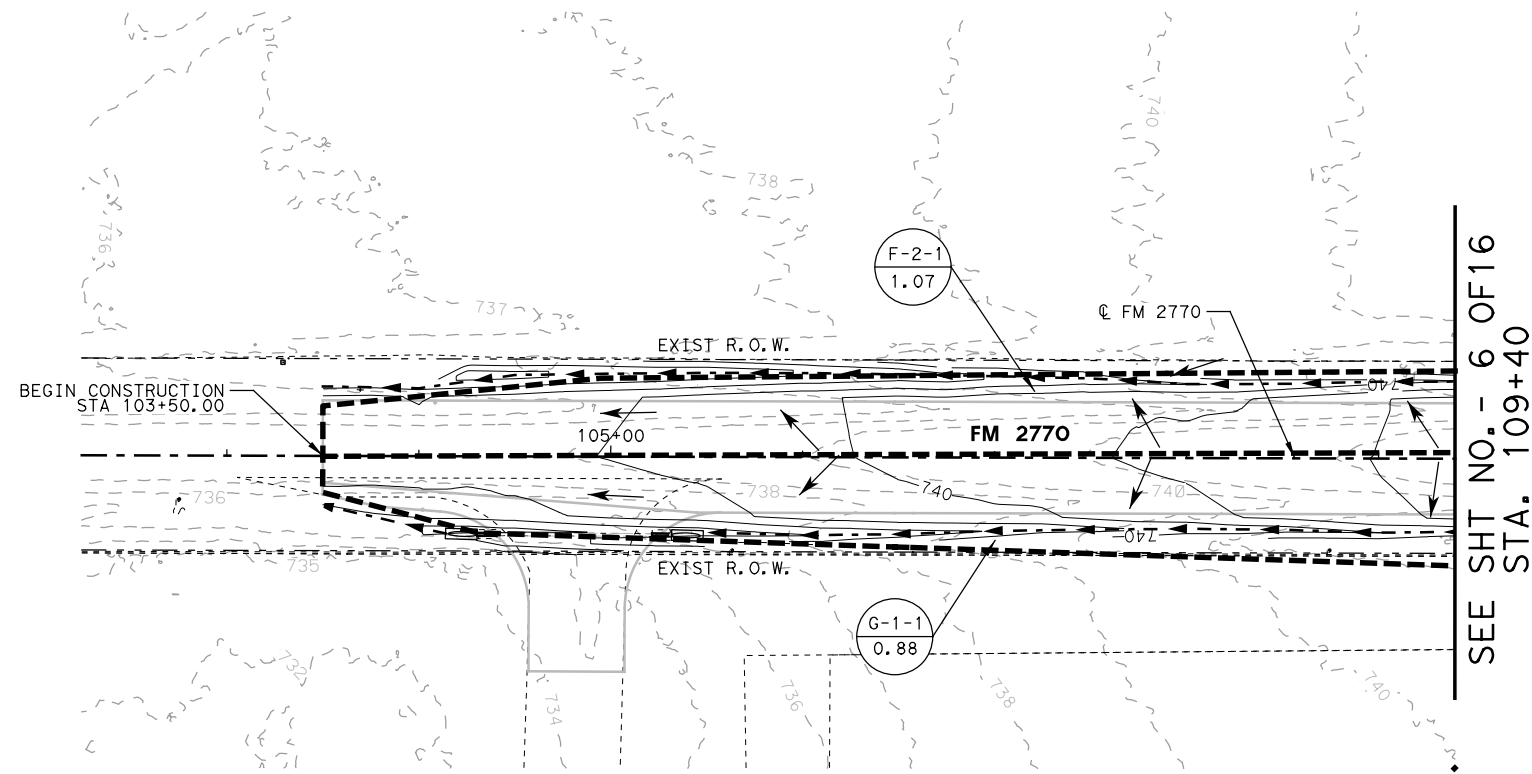 740
738
736
737
F-2-1
1.07
℄ FM 2770
EXIST R.O.W.
BEGIN CONSTRUCTION
STA 103+50.00
740
105+00
FM 2770
736
738
740
740
740
735
EXIST R.O.W.
G-1-1
0.88
732
734
736
738
740
SEE SHT NO.- 6 OF16
STA. 109+40